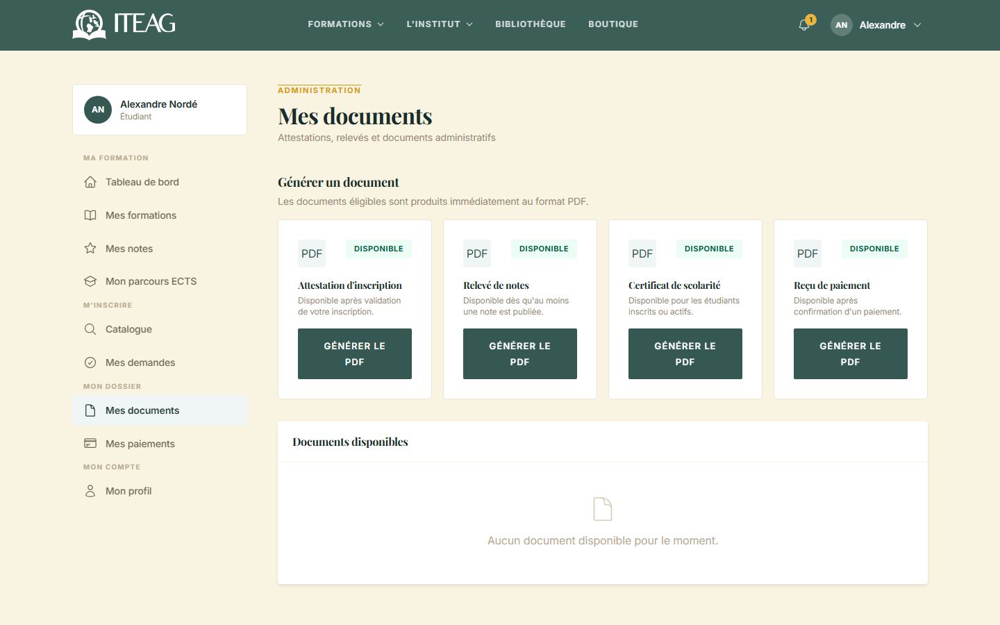 ITEAG
FORMATIONS
L'INSTITUT
BIBLIOTHÈQUE
BOUTIQUE
1
AN
Alexandre
AN
Alexandre Nordé
Étudiant
MA FORMATION
Tableau de bord
Mes formations
Mes notes
Mon parcours ECTS
M'INSCRIRE
Catalogue
Mes demandes
MON DOSSIER
Mes documents
Mes paiements
MON COMPTE
Mon profil
ADMINISTRATION
Mes documents
Attestations, relevés et documents administratifs
Générer un document
Les documents éligibles sont produits immédiatement au format PDF.
PDF
DISPONIBLE
Attestation d'inscription
Disponible après validation
de votre inscription.
GÉNÉRER LE
PDF
PDF
DISPONIBLE
Relevé de notes
Disponible dès qu'au moins
une note est publiée.
GÉNÉRER LE
PDF
PDF
DISPONIBLE
Certificat de scolarité
Disponible pour les étudiants
inscrits ou actifs.
GÉNÉRER LE
PDF
PDF
DISPONIBLE
Reçu de paiement
Disponible après
confirmation d'un paiement.
GÉNÉRER LE
PDF
Documents disponibles
Aucun document disponible pour le moment.